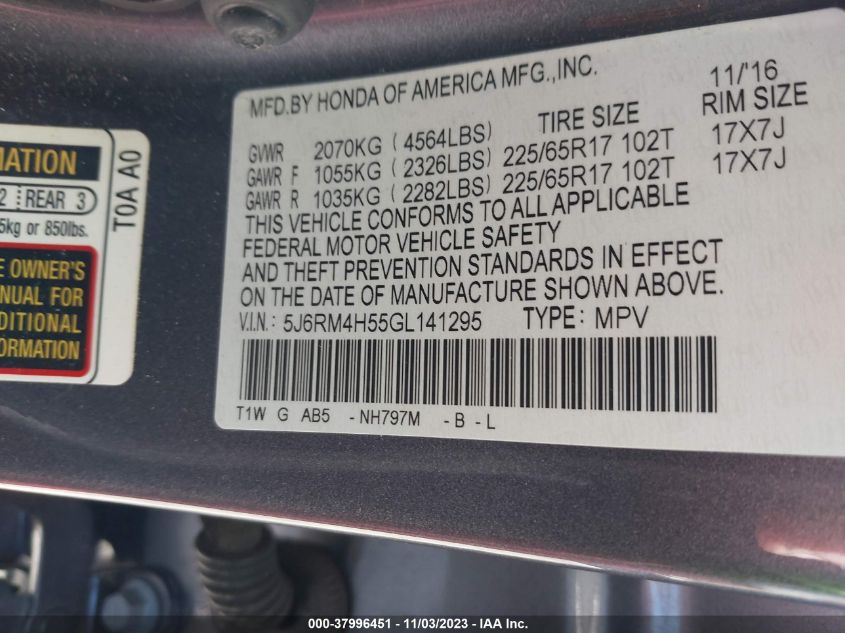 MFD.BY HONDA OF AMERICA MFG.,INC. 11/'16
TIRE SIZE RIM SIZE
GVWR 2070KG (4564LBS)
GAWR F 1055KG (2326LBS) 225/65R17 102T 17X7J
GAWR R 1035KG (2282LBS) 225/65R17 102T 17X7J
THIS VEHICLE CONFORMS TO ALL APPLICABLE
FEDERAL MOTOR VEHICLE SAFETY
AND THEFT PREVENTION STANDARDS IN EFFECT
ON THE DATE OF MANUFACTURE SHOWN ABOVE.
V.I.N.: 5J6RM4H55GL141295 TYPE: MPV
T1W G AB5 - NH797M - B - L
MATION
2 REAR 3
5kg or 850lbs.
E OWNER'S
NUAL FOR
DITIONAL
FORMATION
T0A A0
000-37996451 - 11/03/2023 - IAA Inc.